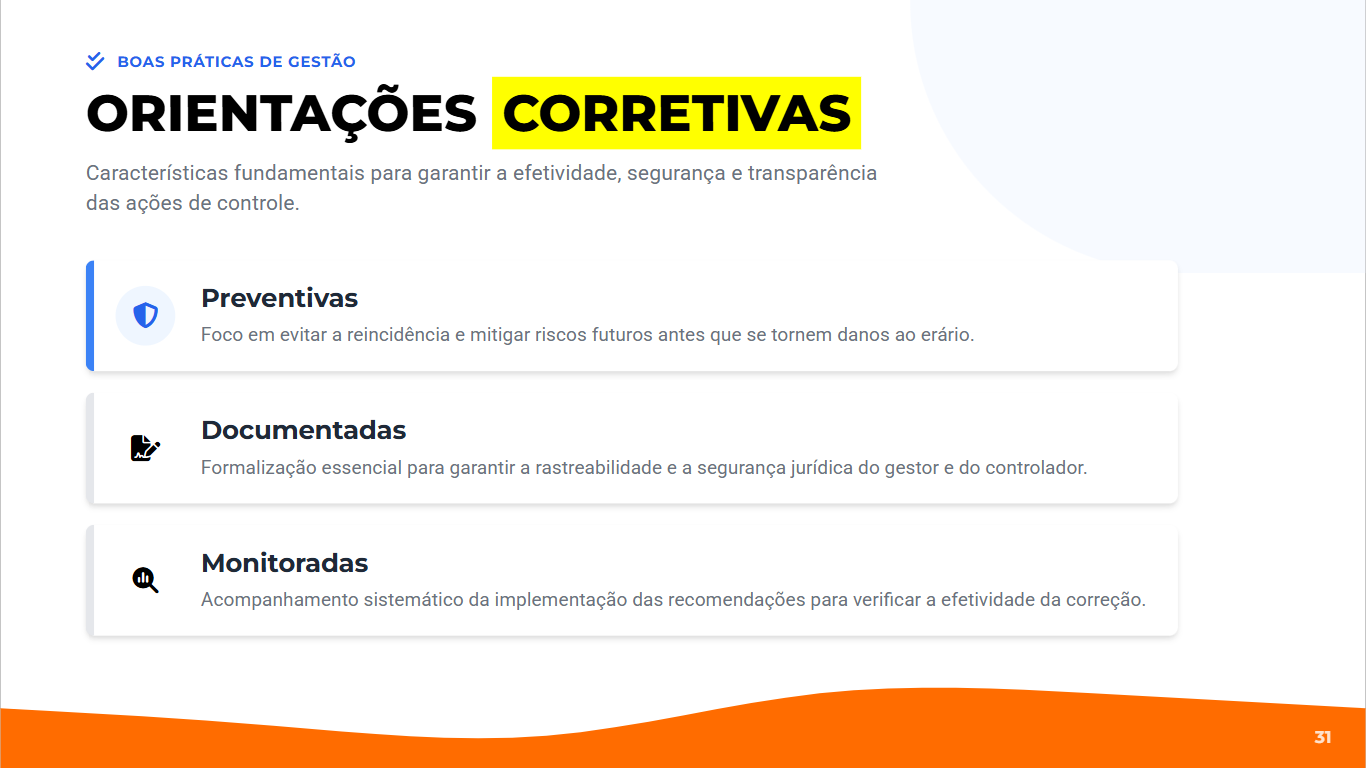 BOAS PRÁTICAS DE GESTÃO
ORIENTAÇÕES CORRETIVAS
Características fundamentais para garantir a efetividade, segurança e transparência
das ações de controle.
Preventivas
Foco em evitar a reincidência e mitigar riscos futuros antes que se tornem danos ao erário.
Documentadas
Formalização essencial para garantir a rastreabilidade e a segurança jurídica do gestor e do controlador.
Monitoradas
Acompanhamento sistemático da implementação das recomendações para verificar a efetividade da correção.
31